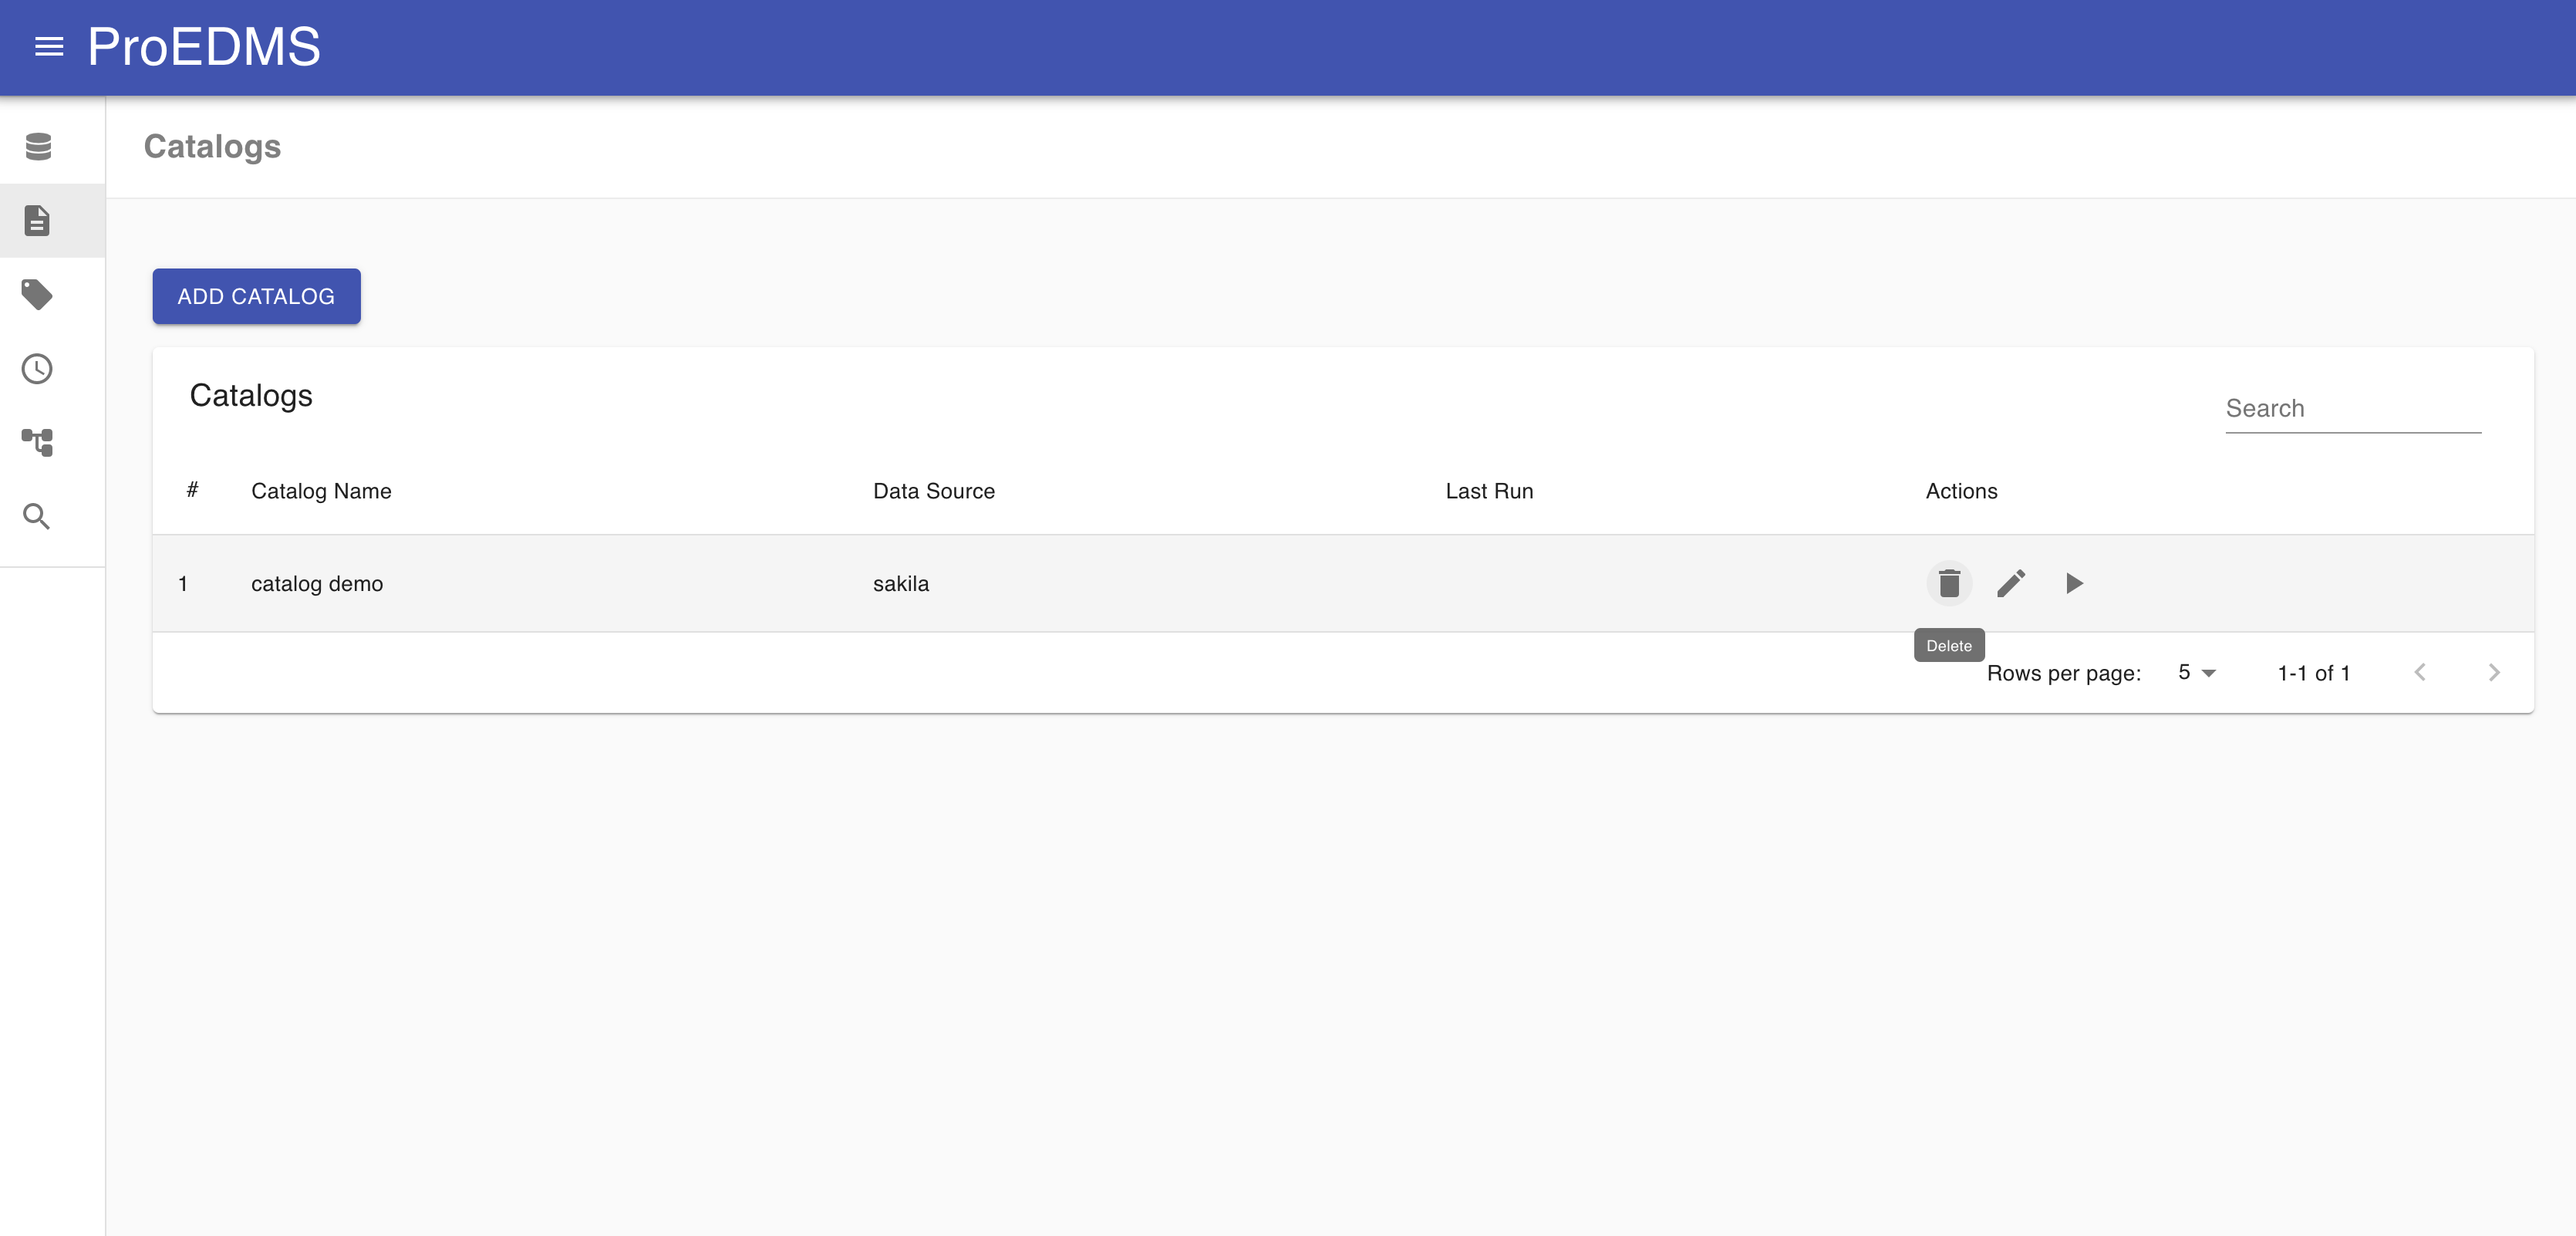 ProEDMS
Catalogs
ADD CATALOG
Catalogs
Search
# Catalog Name Data Source Last Run Actions
1 catalog demo sakila
Delete
Rows per page: 5 1-1 of 1